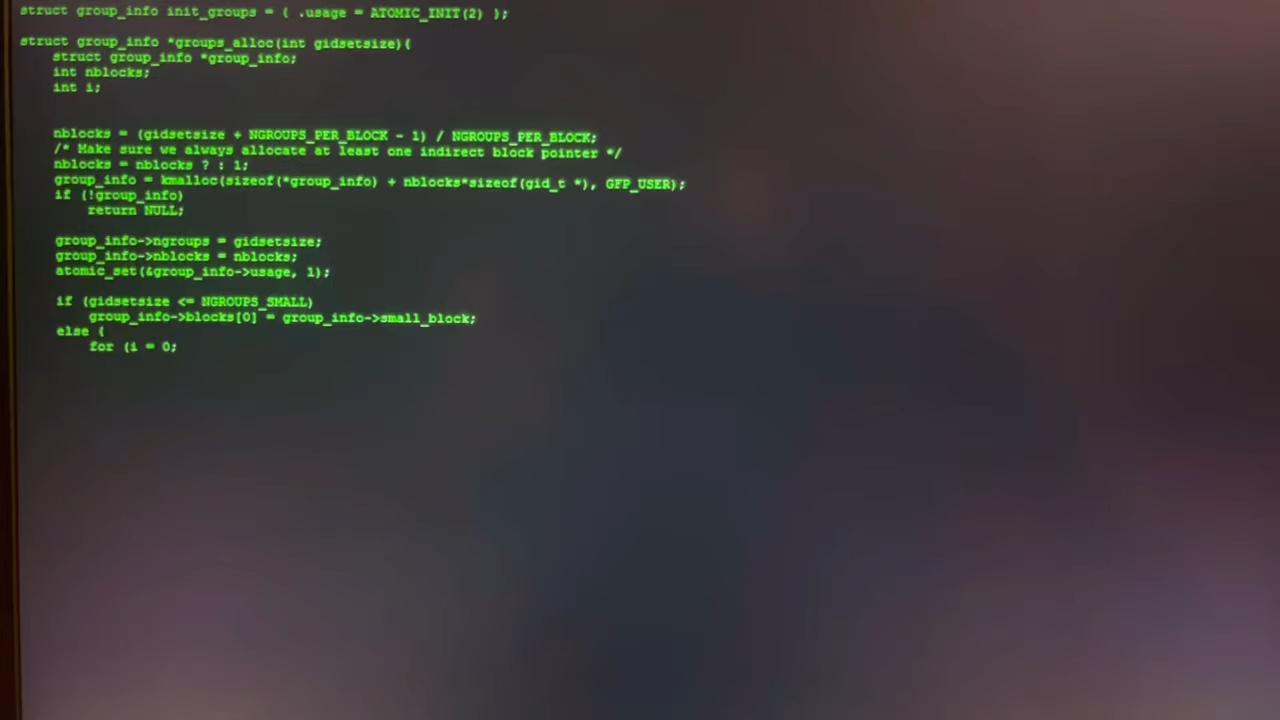 struct group_info init_groups = { .usage = ATOMIC_INIT(2) };
struct group_info *groups_alloc(int gidsetsize){
struct group_info *group_info;
int nblocks;
int i;
nblocks = (gidsetsize + NGROUPS_PER_BLOCK - 1) / NGROUPS_PER_BLOCK;
/* Make sure we always allocate at least one indirect block pointer */
nblocks = nblocks ? : 1;
group_info = kmalloc(sizeof(*group_info) + nblocks*sizeof(gid_t *), GFP_USER);
if (!group_info)
return NULL;
group_info->ngroups = gidsetsize;
group_info->nblocks = nblocks;
atomic_set(&group_info->usage, 1);
if (gidsetsize <= NGROUPS_SMALL)
group_info->blocks[0] = group_info->small_block;
else {
for (i = 0;